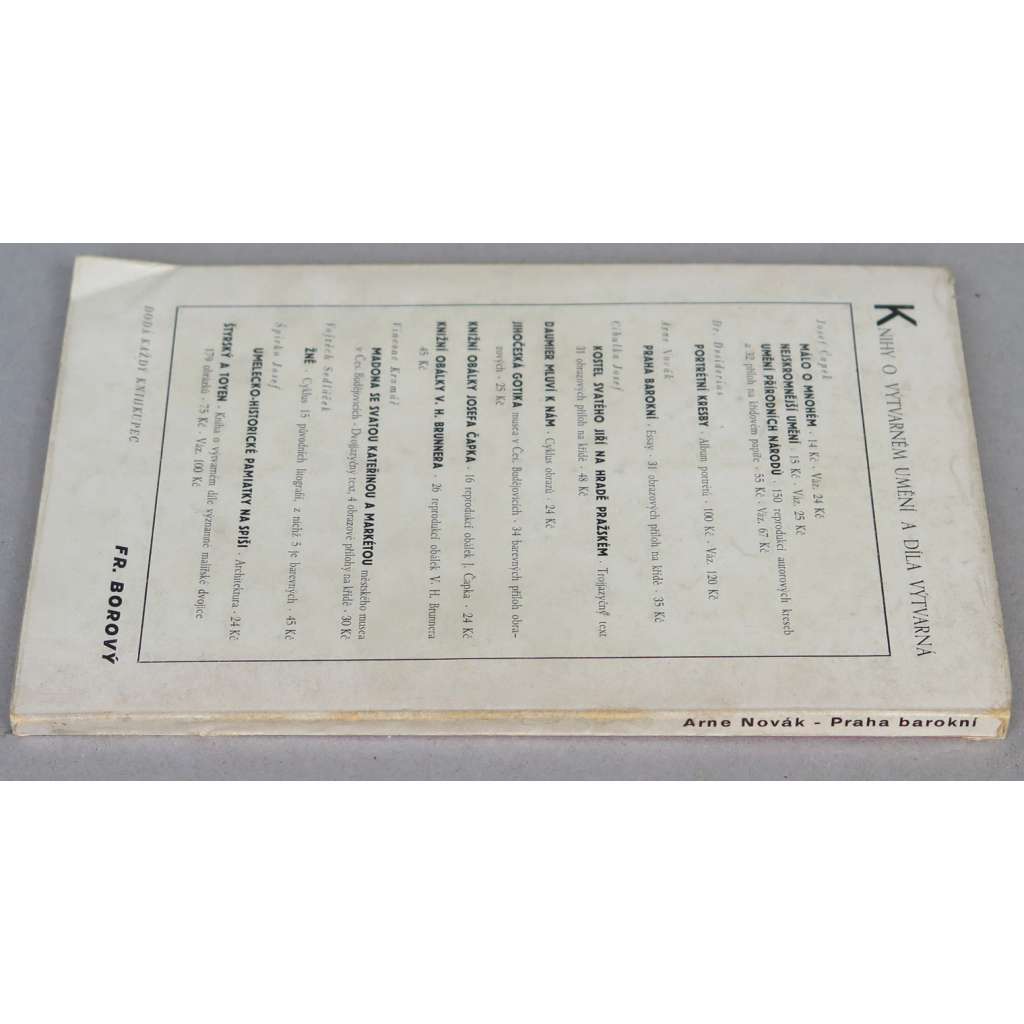 KNIHY O VÝTVARNÉM UMĚNÍ A DÍLA VÝTVARNÁ
Josef Čapek
MÁLO O MNOHÉM · 14 Kč · Váz. 24 Kč
NEJSKROMNĚJŠÍ UMĚNÍ · 15 Kč · Váz. 25 Kč
UMĚNÍ PŘÍRODNÍCH NÁRODŮ · 150 reprodukcí autorových kreseb
a 32 příloh na křídovém papíře · 55 Kč · Váz. 67 Kč
Dr. Desiderius
PORTRÉTNÍ KRESBY · Album portrétů · 100 Kč · Váz. 120 Kč
Arne Novák
PRAHA BAROKNÍ · Essay · 31 obrazových příloh na křídě · 35 Kč
Cibulka Josef
KOSTEL SVATÉHO JIŘÍ NA HRADĚ PRAŽSKÉM · Trojjazyčný text
31 obrazových příloh na křídě · 48 Kč
DAUMIER MLUVÍ K NÁM · Cyklus obrazů · 24 Kč
JIHOČESKÁ GOTIKA musea v Čes. Budějovicích · 34 barevných příloh obra-
zových · 25 Kč
KNIŽNÍ OBÁLKY JOSEFA ČAPKA · 16 reprodukcí obálek J. Čapka · 24 Kč
KNIŽNÍ OBÁLKY V. H. BRUNNERA · 26 reprodukcí obálek V. H. Brunnera
45 Kč
Vincenc Kramář
MADONA SE SVATOU KATEŘINOU A MARKÉTOU městského musea
v Čes. Budějovicích · Dvojjazyčný text, 4 obrazové přílohy na křídě · 30 Kč
Vojtěch Sedláček
ŽNĚ · Cyklus 15 původních litografií, z nichž 5 je barevných · 45 Kč
Špirko Jozef
UMELECKO-HISTORICKÉ PAMIATKY NA SPIŠI · Architektura · 24 Kč
ŠTYRSKÝ A TOYEN · Kniha o výtvarném díle významné malířské dvojice
170 obrázků · 75 Kč · Váz. 100 Kč
DODÁ KAŽDÝ KNIHKUPEC
FR. BOROVÝ
Arne Novák - Praha barokní